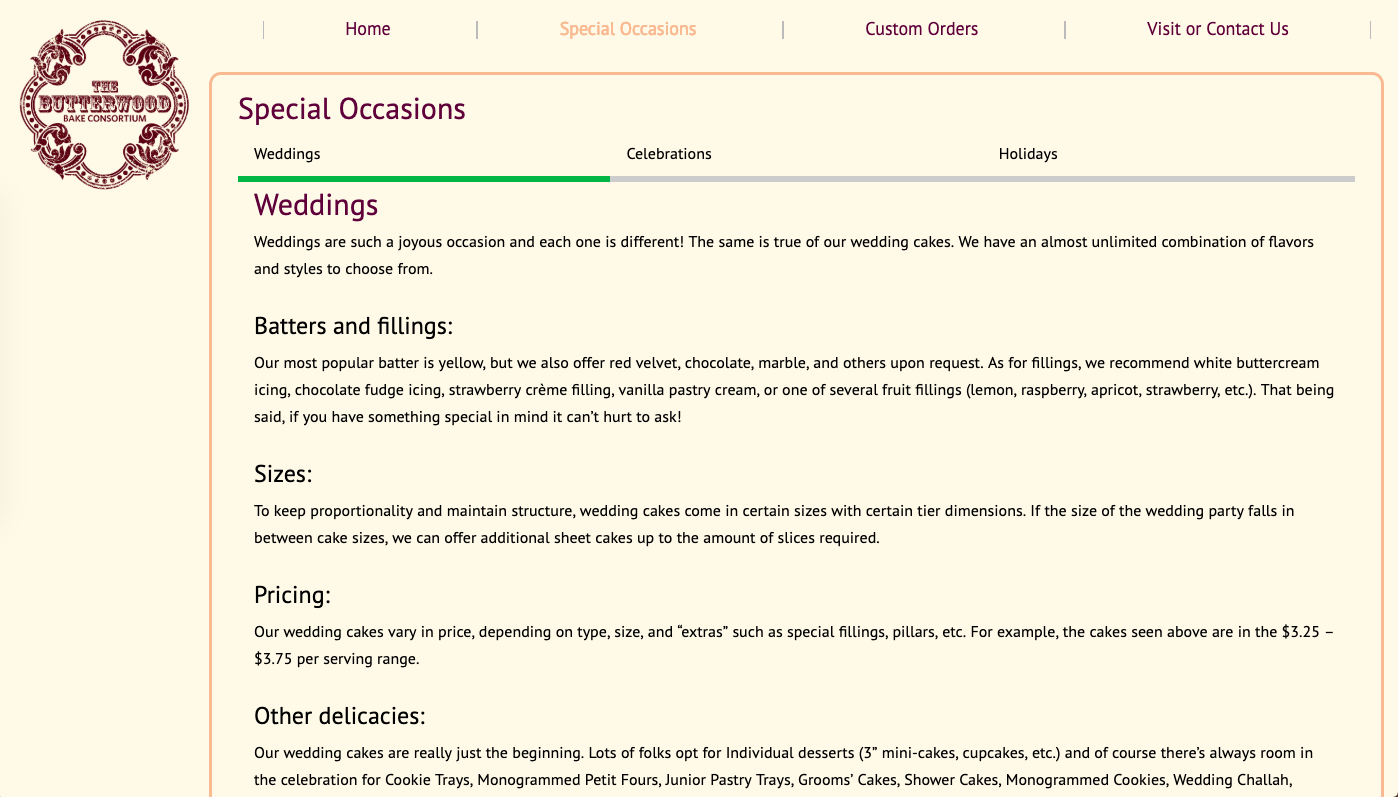 THE
BUTTERWOOD
BAKE CONSORTIUM
Home
Special Occasions
Custom Orders
Visit or Contact Us
Special Occasions
Weddings
Celebrations
Holidays
Weddings
Weddings are such a joyous occasion and each one is different! The same is true of our wedding cakes. We have an almost unlimited combination of flavors
and styles to choose from.
Batters and fillings:
Our most popular batter is yellow, but we also offer red velvet, chocolate, marble, and others upon request. As for fillings, we recommend white buttercream
icing, chocolate fudge icing, strawberry crème filling, vanilla pastry cream, or one of several fruit fillings (lemon, raspberry, apricot, strawberry, etc.). That being
said, if you have something special in mind it can’t hurt to ask!
Sizes:
To keep proportionality and maintain structure, wedding cakes come in certain sizes with certain tier dimensions. If the size of the wedding party falls in
between cake sizes, we can offer additional sheet cakes up to the amount of slices required.
Pricing:
Our wedding cakes vary in price, depending on type, size, and “extras” such as special fillings, pillars, etc. For example, the cakes seen above are in the $3.25 –
$3.75 per serving range.
Other delicacies:
Our wedding cakes are really just the beginning. Lots of folks opt for Individual desserts (3” mini-cakes, cupcakes, etc.) and of course there’s always room in
the celebration for Cookie Trays, Monogrammed Petit Fours, Junior Pastry Trays, Grooms’ Cakes, Shower Cakes, Monogrammed Cookies, Wedding Challah,